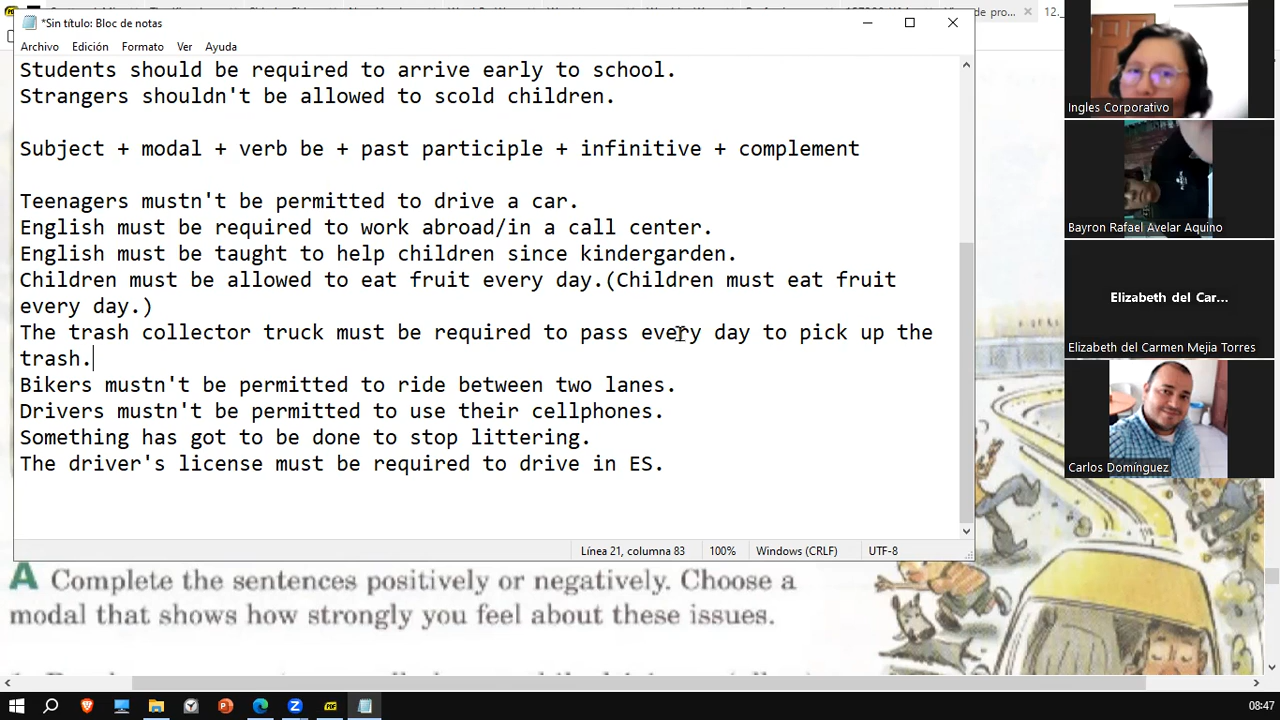 *Sin título: Bloc de notas
de pro...
12._
Archivo Edición Formato Ver Ayuda
Students should be required to arrive early to school.
Strangers shouldn't be allowed to scold children.
Subject + modal + verb be + past participle + infinitive + complement
Teenagers mustn't be permitted to drive a car.
English must be required to work abroad/in a call center.
English must be taught to help children since kindergarden.
Children must be allowed to eat fruit every day.(Children must eat fruit
every day.)
The trash collector truck must be required to pass every day to pick up the
trash.
Bikers mustn't be permitted to ride between two lanes.
Drivers mustn't be permitted to use their cellphones.
Something has got to be done to stop littering.
The driver's license must be required to drive in ES.
Línea 21, columna 83 100% Windows (CRLF) UTF-8
A Complete the sentences positively or negatively. Choose a
modal that shows how strongly you feel about these issues.
Ingles Corporativo
Bayron Rafael Avelar Aquino
Elizabeth del Car...
Elizabeth del Carmen Mejia Torres
Carlos Domínguez
08:47